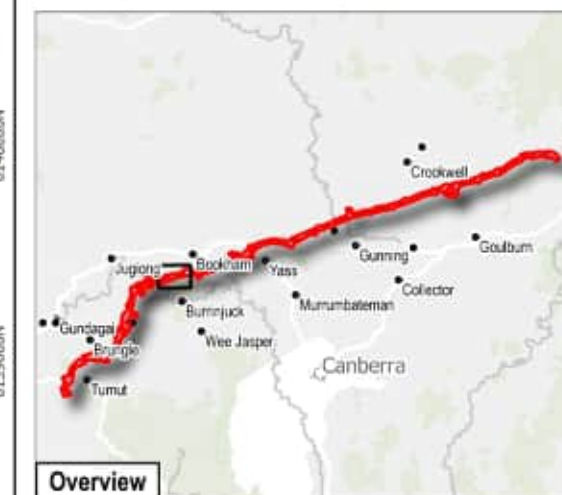 Crookwell
Goulburn
Gunning
Jugiong
Bookham
Yass
Collector
Burrinjuck
Murrumbateman
Gundagai
Wee Jasper
Brungle
Canberra
Tumut
Overview